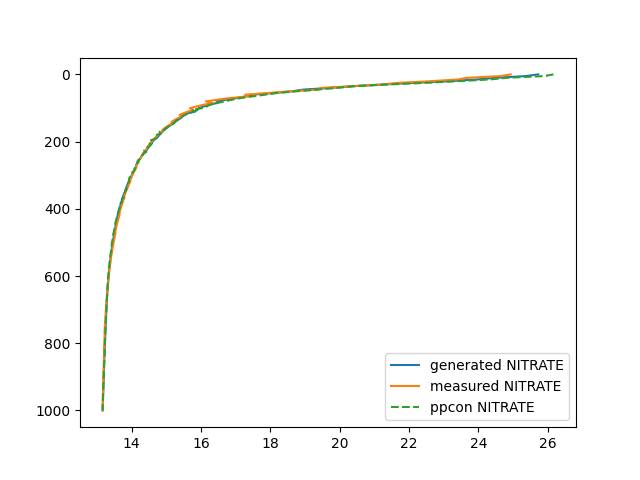 0
200
400
600
800
1000
14 16 18 20 22 24 26
generated NITRATE
measured NITRATE
ppcon NITRATE